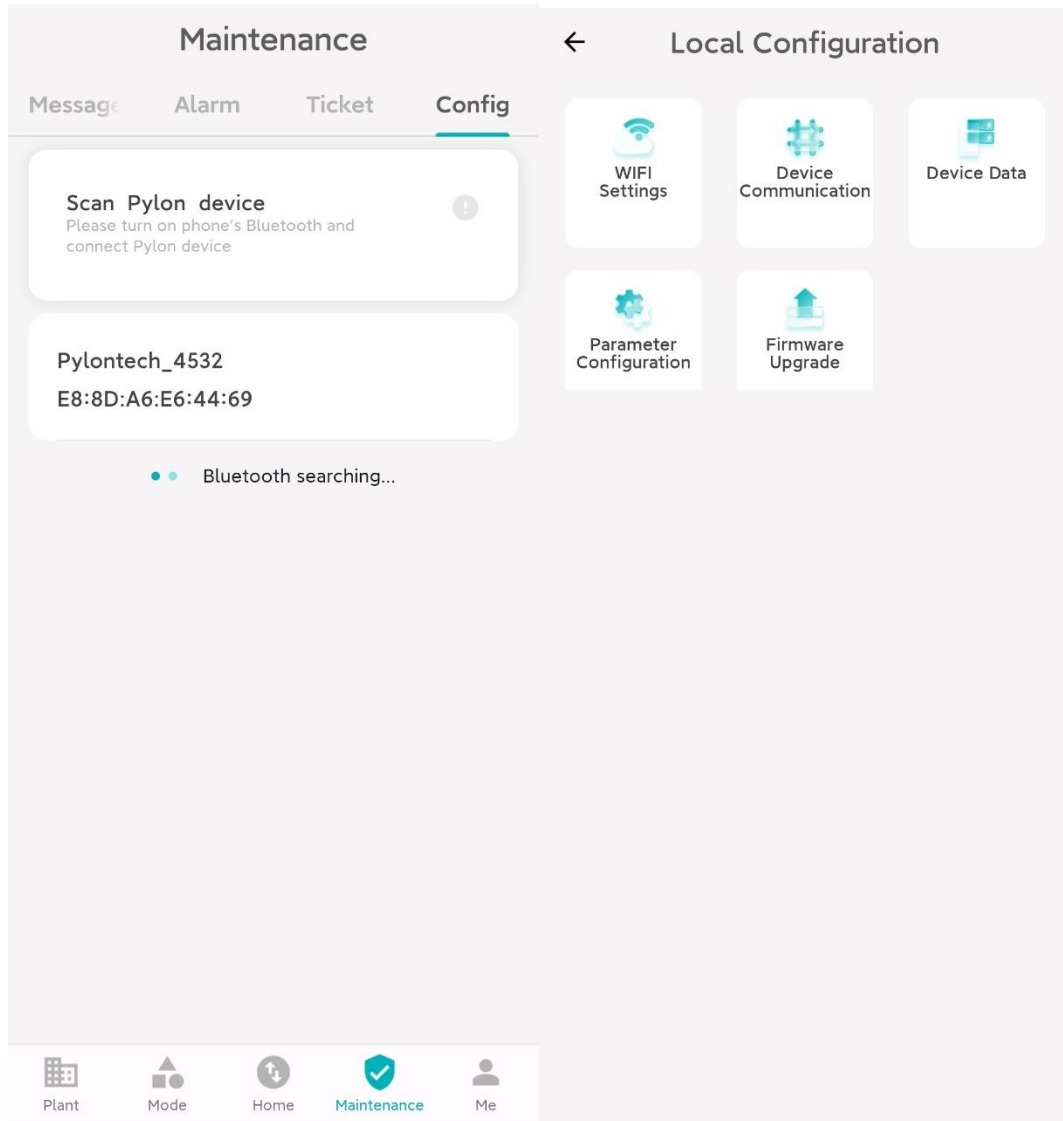 Maintenance
Message
Alarm
Ticket
Config
Scan Pylon device
Please turn on phone's Bluetooth and
connect Pylon device
Pylontech_4532
E8:8D:A6:E6:44:69
Bluetooth searching...
Plant
Mode
Home
Maintenance
Me
Local Configuration
WIFI
Settings
Device
Communication
Device Data
Parameter
Configuration
Firmware
Upgrade